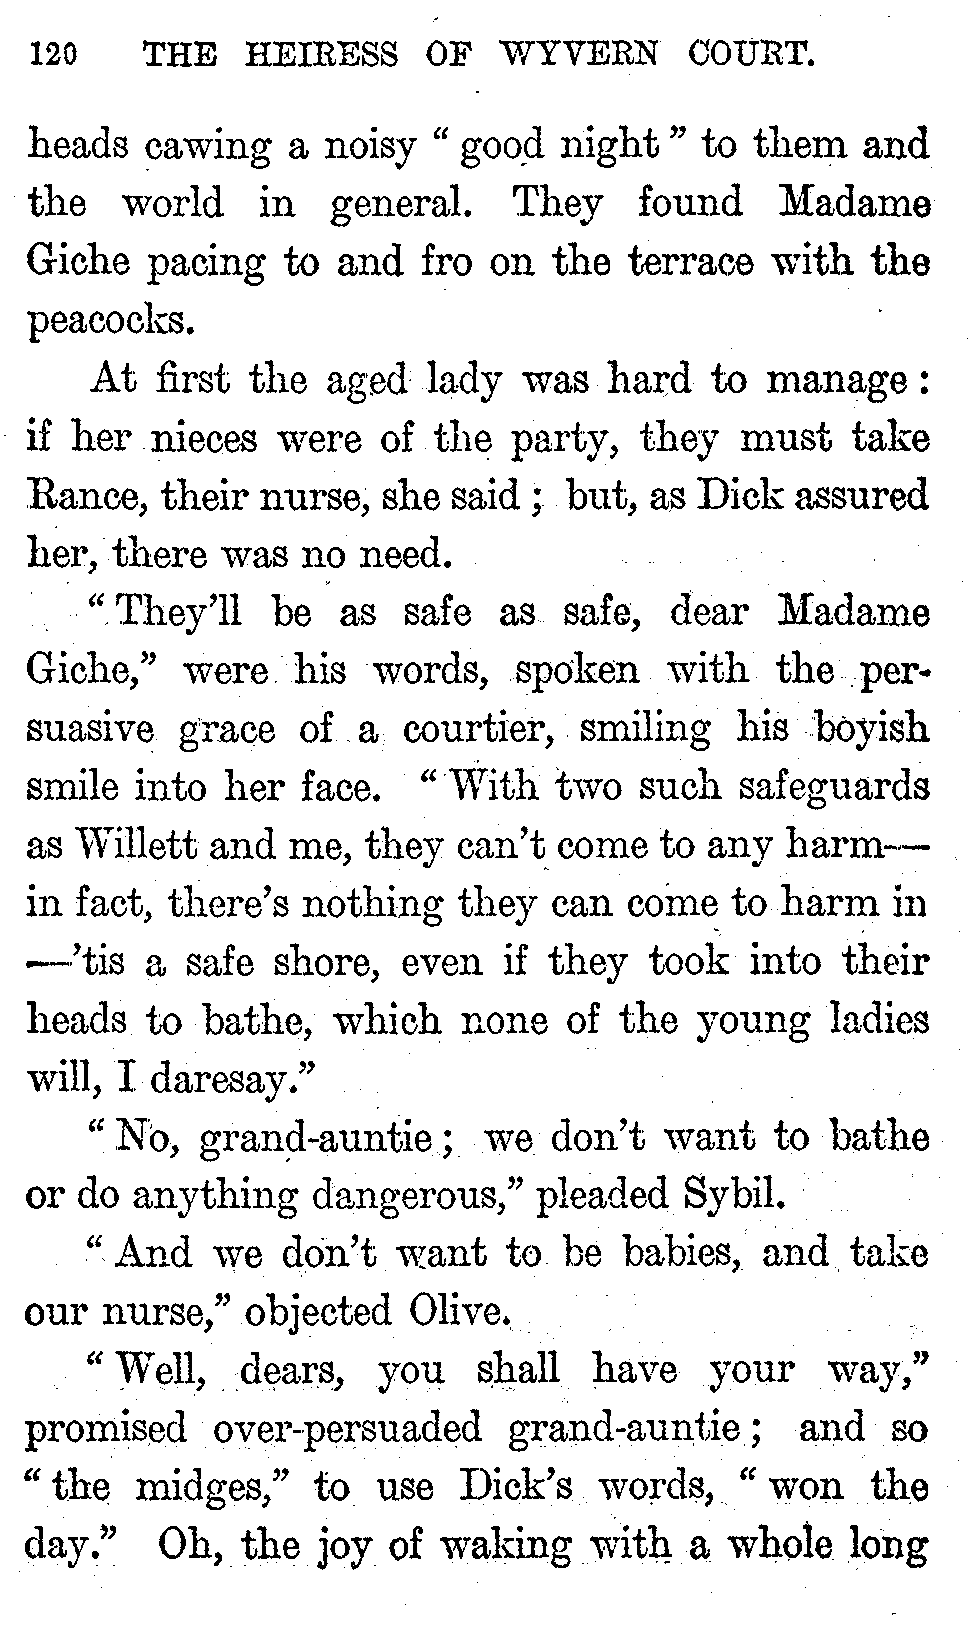 120 THE HEIRESS OF WYVERN COURT.
heads cawing a noisy “ good night ” to them and
the world in general. They found Madame
Giche pacing to and fro on the terrace with the
peacocks.
At first the aged lady was hard to manage :
if her nieces were of the party, they must take
Rance, their nurse, she said ; but, as Dick assured
her, there was no need.
“ They’ll be as safe as safe, dear Madame
Giche,” were his words, spoken with the per-
suasive grace of a courtier, smiling his boyish
smile into her face. “ With two such safeguards
as Willett and me, they can’t come to any harm—
in fact, there’s nothing they can come to harm in
—’tis a safe shore, even if they took into their
heads to bathe, which none of the young ladies
will, I daresay.”
“ No, grand-auntie ; we don’t want to bathe
or do anything dangerous,” pleaded Sybil.
“ And we don’t want to be babies, and take
our nurse,” objected Olive.
“ Well, dears, you shall have your way,”
promised over-persuaded grand-auntie ; and so
“ the midges,” to use Dick’s words, “ won the
day.” Oh, the joy of waking with a whole long